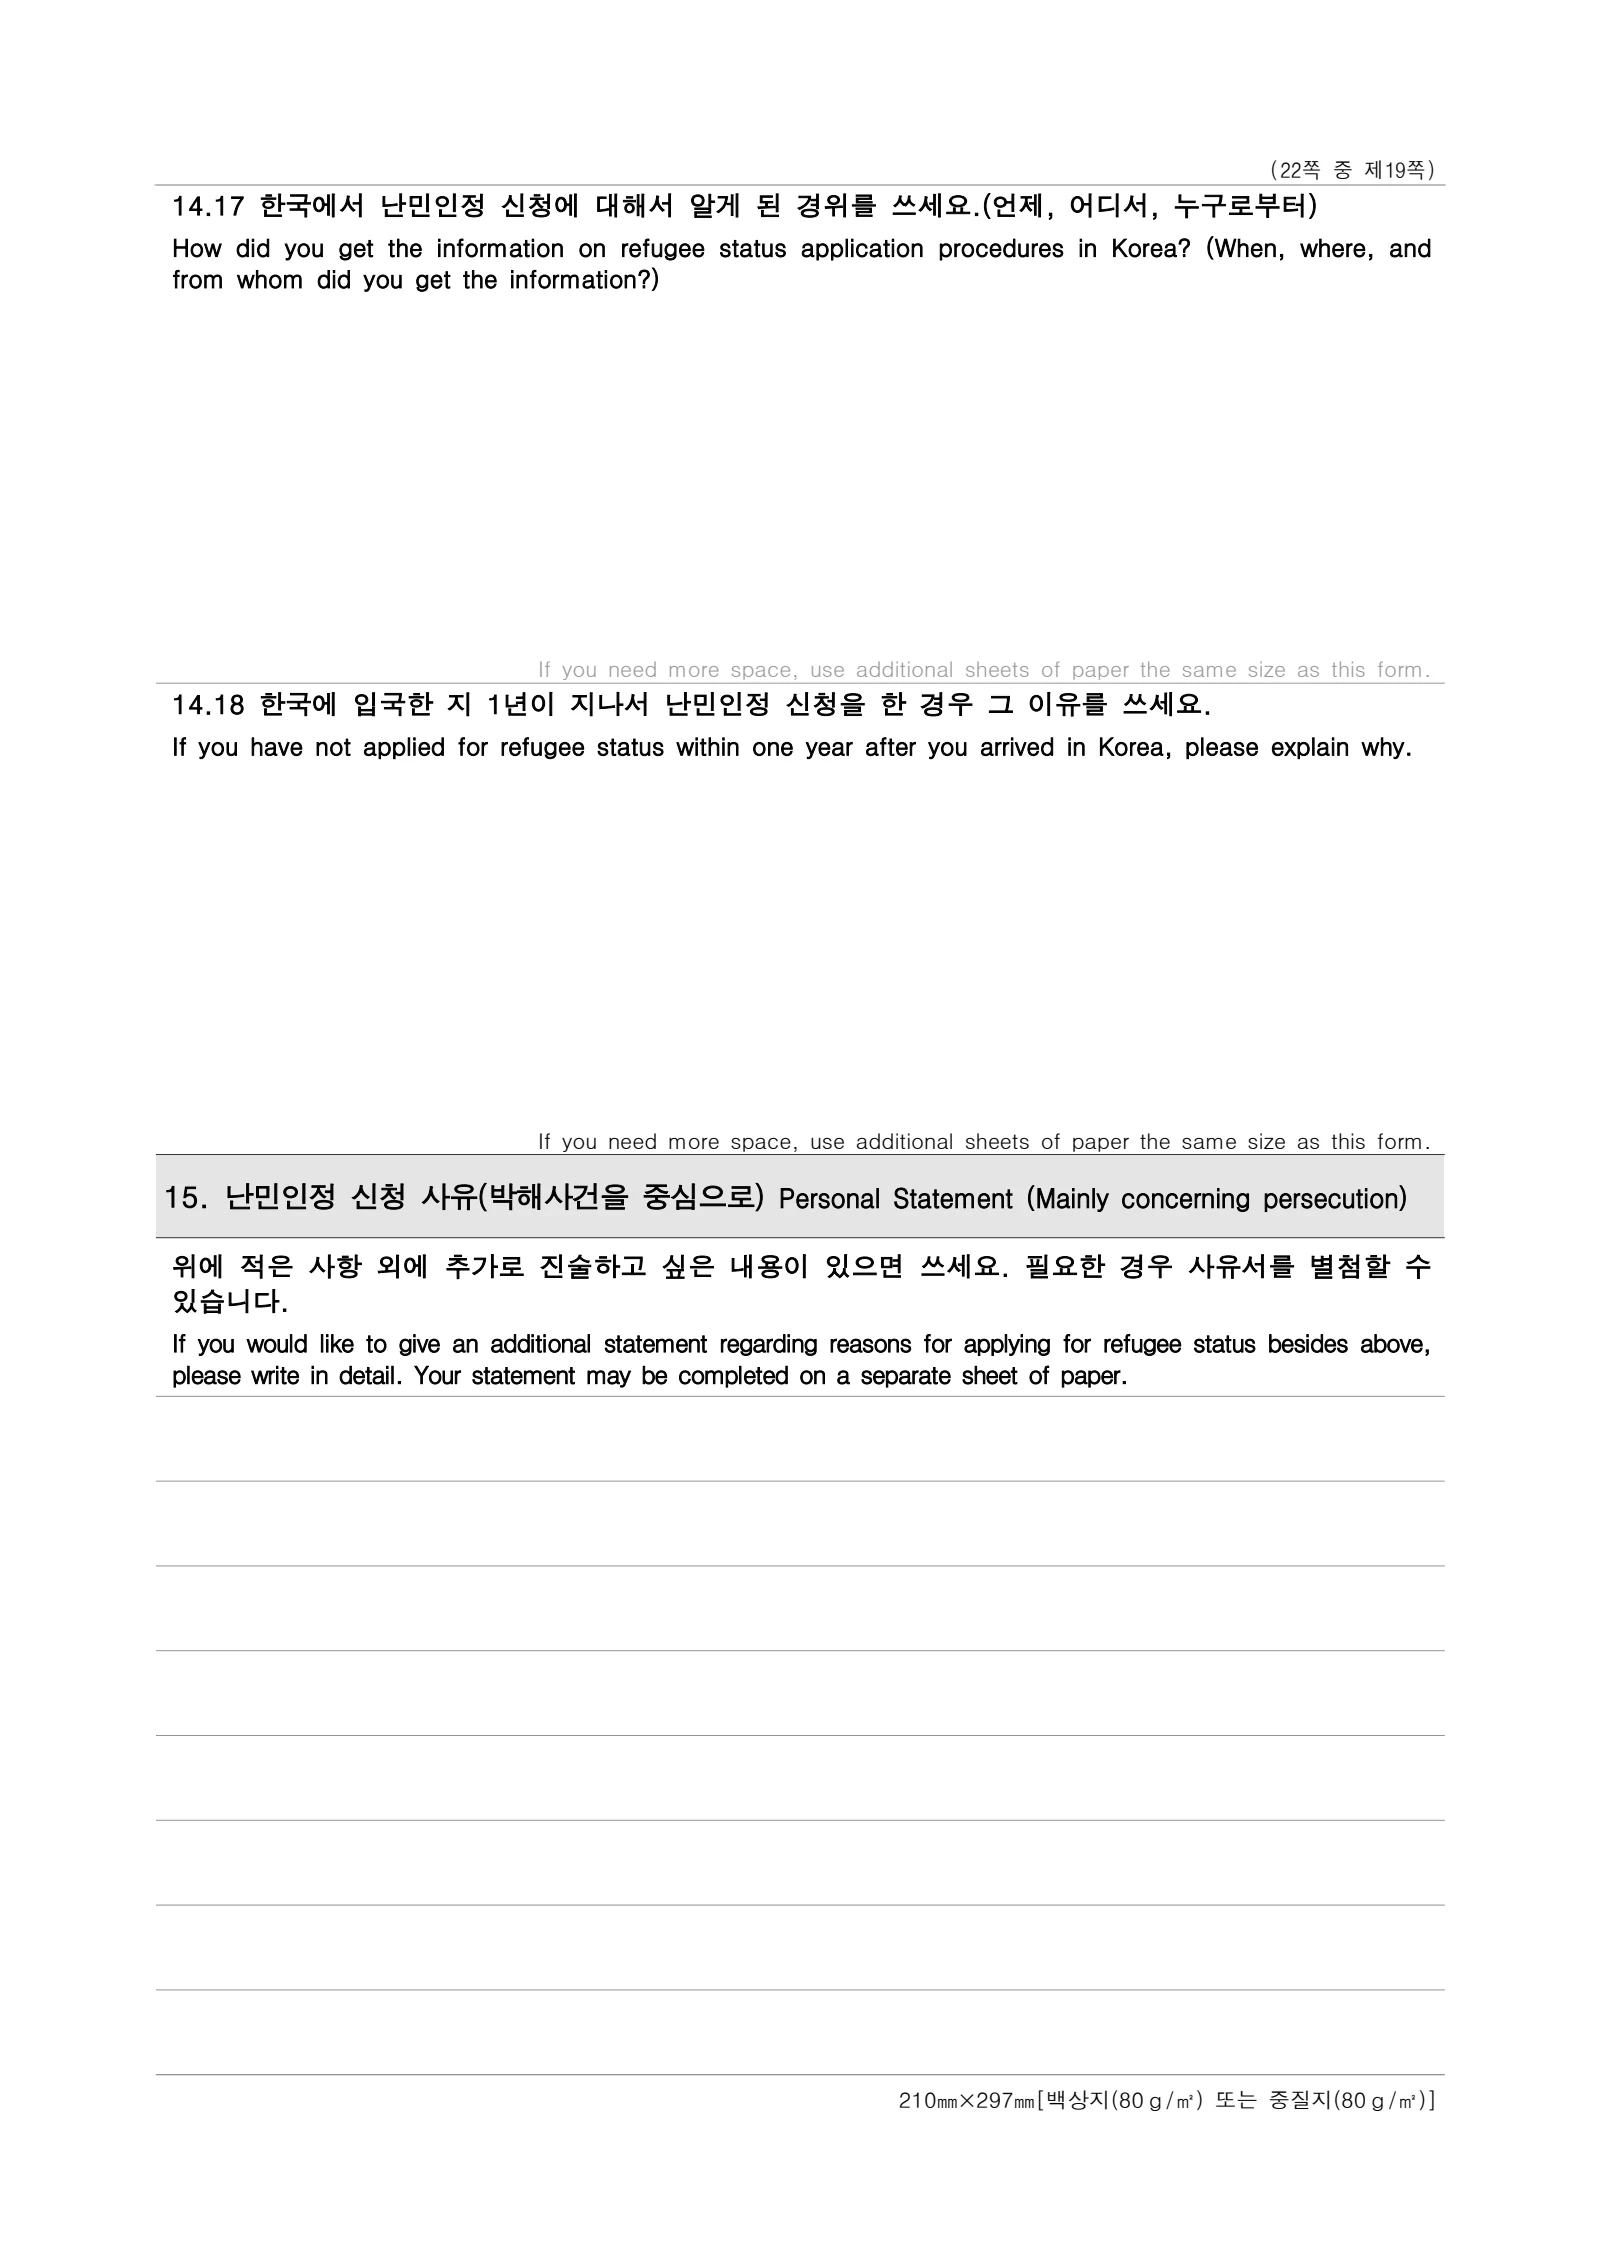 (22쪽 중 제19쪽)
14.17 한국에서 난민인정 신청에 대해서 알게 된 경위를 쓰세요.(언제, 어디서, 누구로부터)
How did you get the information on refugee status application procedures in Korea? (When, where, and
from whom did you get the information?)
If you need more space, use additional sheets of paper the same size as this form.
14.18 한국에 입국한 지 1년이 지나서 난민인정 신청을 한 경우 그 이유를 쓰세요.
If you have not applied for refugee status within one year after you arrived in Korea, please explain why.
If you need more space, use additional sheets of paper the same size as this form.
15. 난민인정 신청 사유(박해사건을 중심으로) Personal Statement (Mainly concerning persecution)
위에 적은 사항 외에 추가로 진술하고 싶은 내용이 있으면 쓰세요. 필요한 경우 사유서를 별첨할 수
있습니다.
If you would like to give an additional statement regarding reasons for applying for refugee status besides above,
please write in detail. Your statement may be completed on a separate sheet of paper.
210㎜×297㎜[백상지(80ｇ/㎡) 또는 중질지(80ｇ/㎡)]